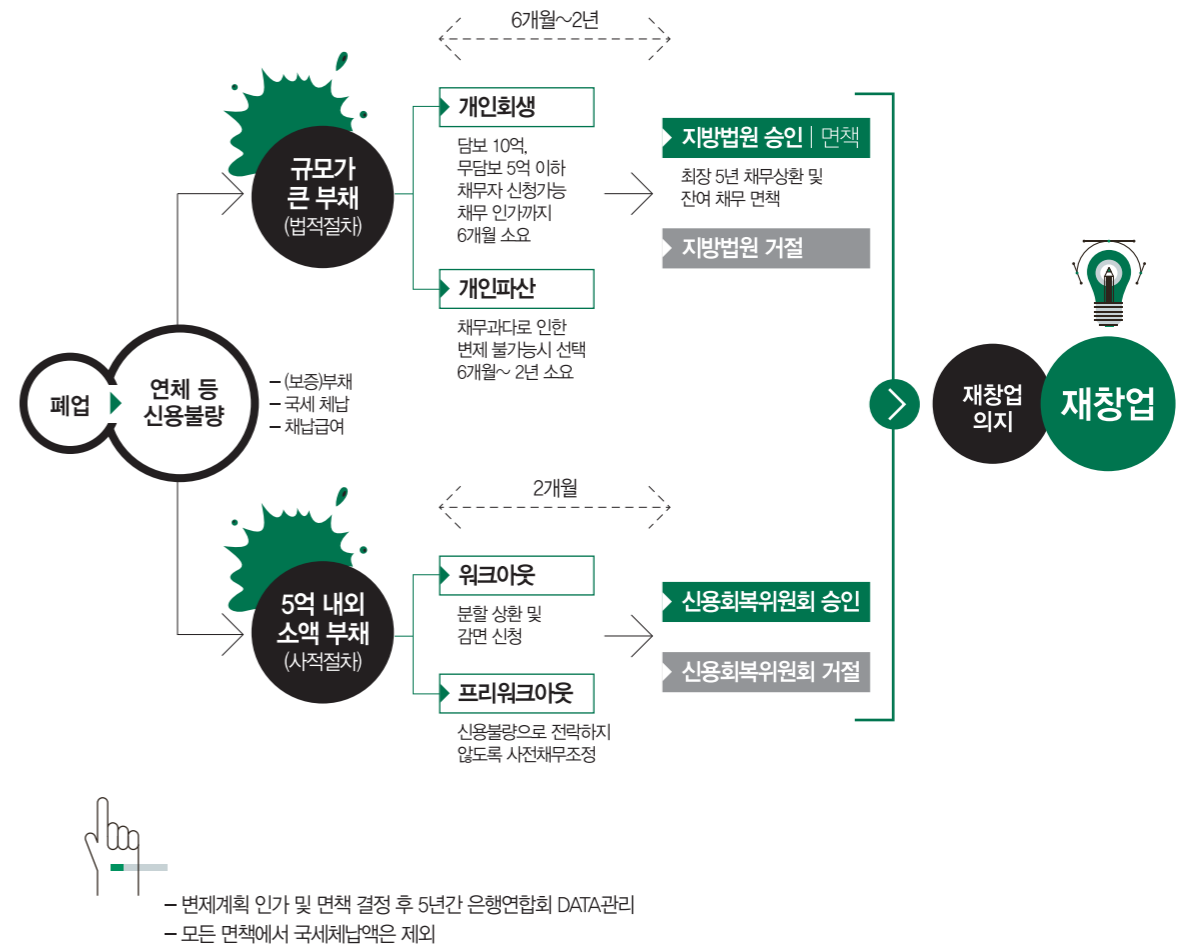 6개월~2년
규모가
큰 부채
(법적절차)
개인회생
담보 10억,
무담보 5억 이하
채무자 신청가능
채무 인가까지
6개월 소요
개인파산
채무과다로 인한
변제 불가능시 선택
6개월~ 2년 소요
지방법원 승인 | 면책
최장 5년 채무상환 및
잔여 채무 면책
지방법원 거절
폐업
연체 등
신용불량
– (보증)부채
– 국세 체납
– 채납급여
재창업
의지
재창업
2개월
5억 내외
소액 부채
(사적절차)
워크아웃
분할 상환 및
감면 신청
프리워크아웃
신용불량으로 전락하지
않도록 사전채무조정
신용회복위원회 승인
신용회복위원회 거절
– 변제계획 인가 및 면책 결정 후 5년간 은행연합회 DATA관리
– 모든 면책에서 국세체납액은 제외